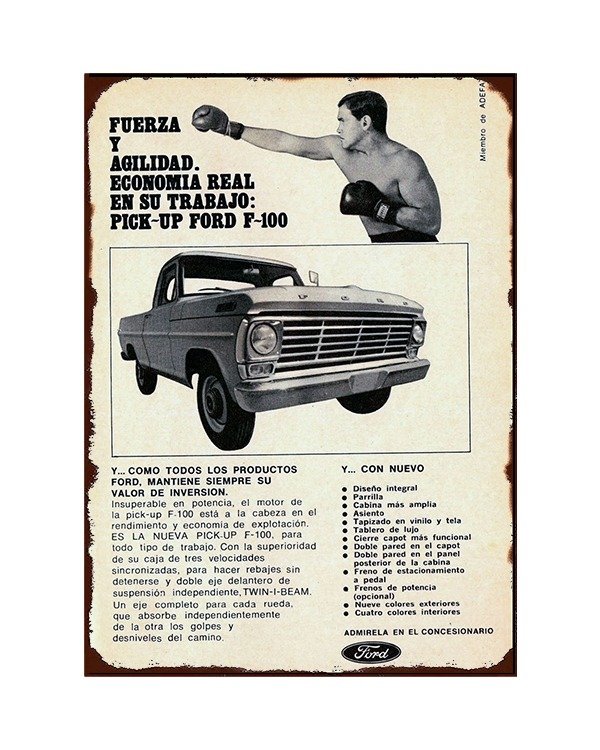 FUERZA
Y
AGILIDAD.
ECONOMIA REAL
EN SU TRABAJO:
PICK-UP FORD F-100
Miembro de ADEFA
FORD
Y... COMO TODOS LOS PRODUCTOS
FORD, MANTIENE SIEMPRE SU
VALOR DE INVERSION.
Insuperable en potencia, el motor de
la pick-up F-100 está a la cabeza en el
rendimiento y economía de explotación.
ES LA NUEVA PICK-UP F-100, para
todo tipo de trabajo. Con la superioridad
de su caja de tres velocidades
sincronizadas, para hacer rebajes sin
detenerse y doble eje delantero de
suspensión independiente, TWIN-I-BEAM.
Un eje completo para cada rueda,
que absorbe independientemente
de la otra los golpes y
desniveles del camino.
Y... CON NUEVO
● Diseño integral
● Parrilla
● Cabina más amplia
● Asiento
● Tapizado en vinilo y tela
● Tablero de lujo
● Cierre capot más funcional
● Doble pared en el capot
● Doble pared en el panel
posterior de la cabina
● Freno de estacionamiento
a pedal
● Frenos de potencia
(opcional)
● Nueve colores exteriores
● Cuatro colores interiores
ADMIRELA EN EL CONCESIONARIO
Ford